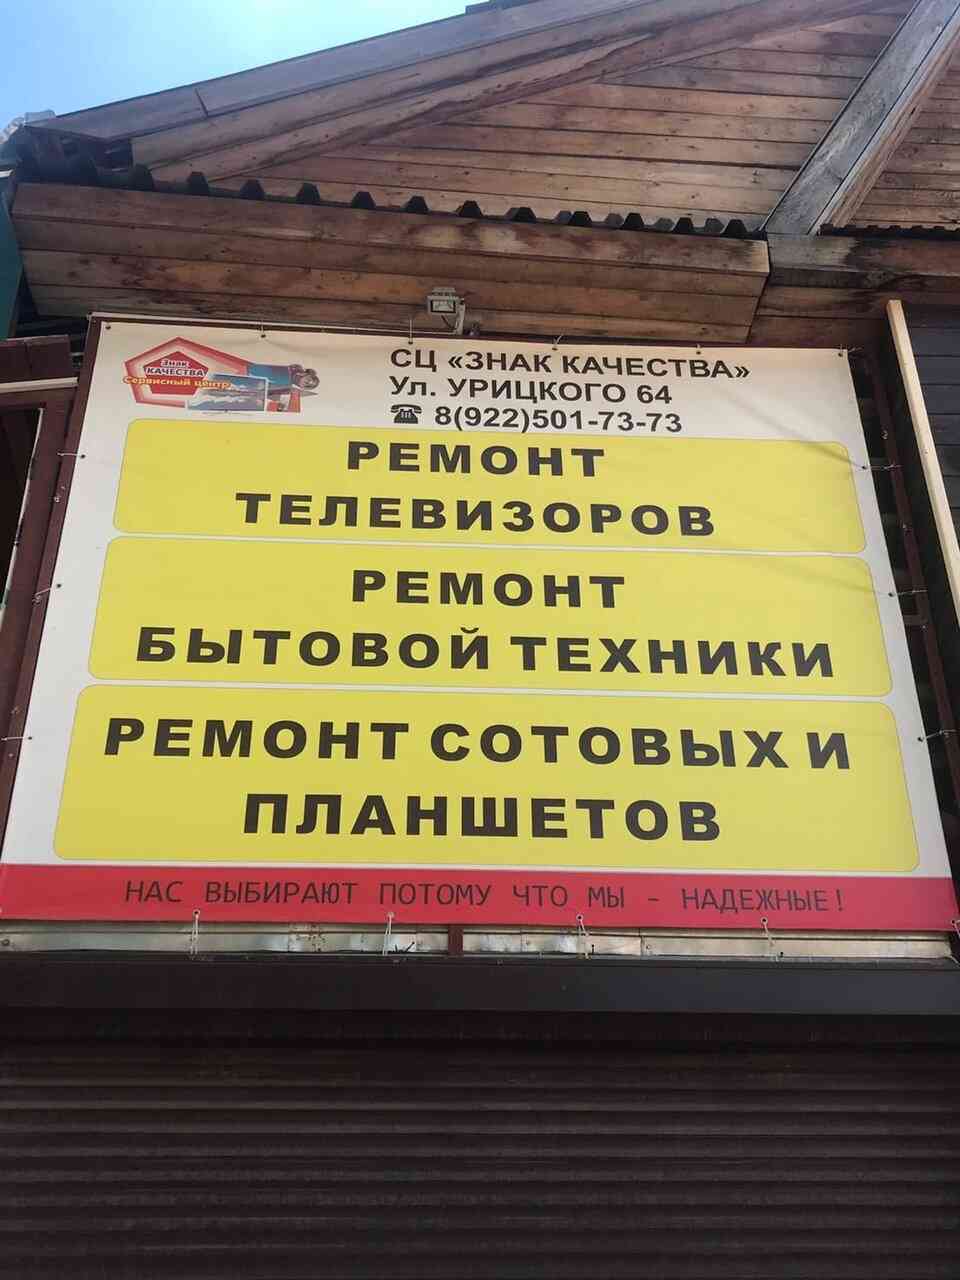 Знак
КАЧЕСТВА
Сервисный центр
СЦ «ЗНАК КАЧЕСТВА»
Ул. УРИЦКОГО 64
☎ 8(922)501-73-73
РЕМОНТ
ТЕЛЕВИЗОРОВ
РЕМОНТ
БЫТОВОЙ ТЕХНИКИ
РЕМОНТ СОТОВЫХ И
ПЛАНШЕТОВ
НАС ВЫБИРАЮТ ПОТОМУ ЧТО МЫ - НАДЕЖНЫЕ!